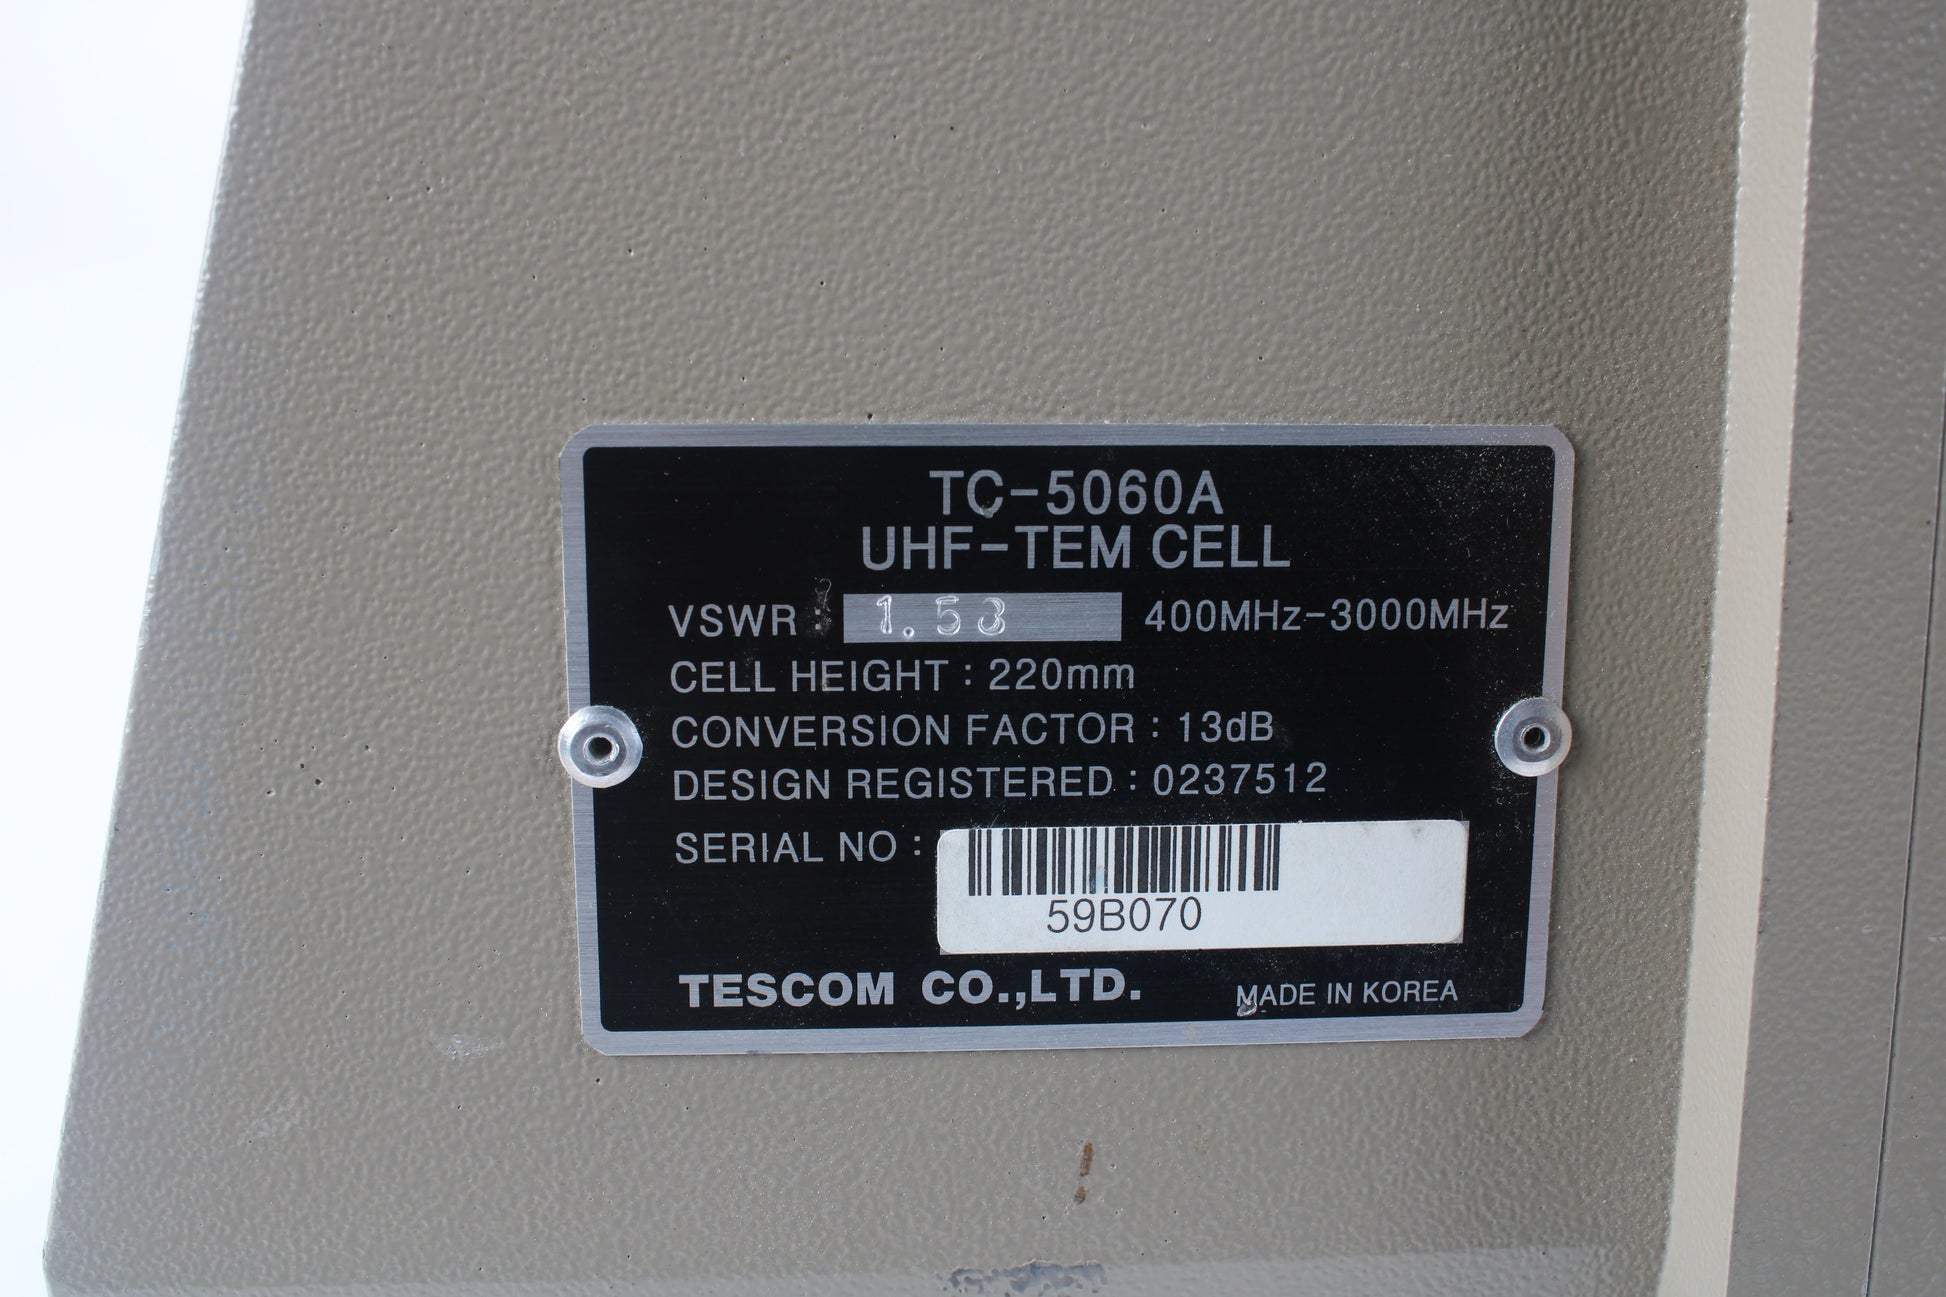 TC-5060A
UHF-TEM CELL
VSWR : 1.53 400MHz-3000MHz
CELL HEIGHT : 220mm
CONVERSION FACTOR : 13dB
DESIGN REGISTERED : 0237512
SERIAL NO :
59B070
TESCOM CO.,LTD. MADE IN KOREA